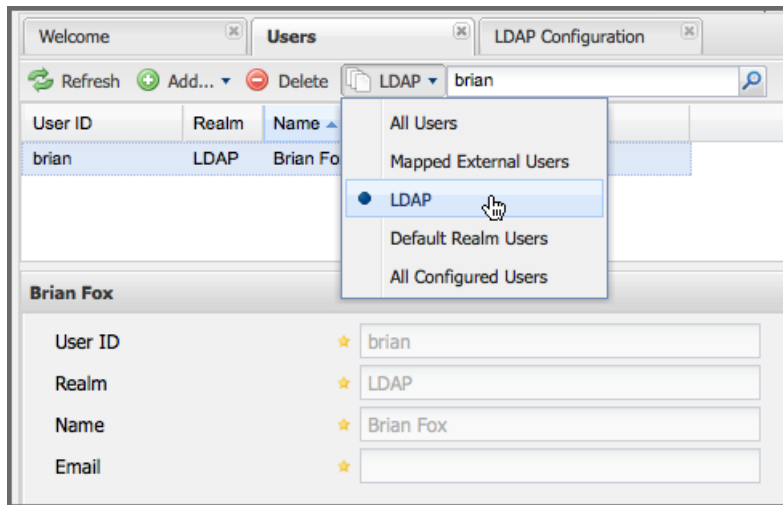 Welcome Users LDAP Configuration
Refresh Add... Delete LDAP brian
User ID Realm Name
brian LDAP Brian Fo
All Users
Mapped External Users
LDAP
Default Realm Users
All Configured Users
Brian Fox
User ID brian
Realm LDAP
Name Brian Fox
Email